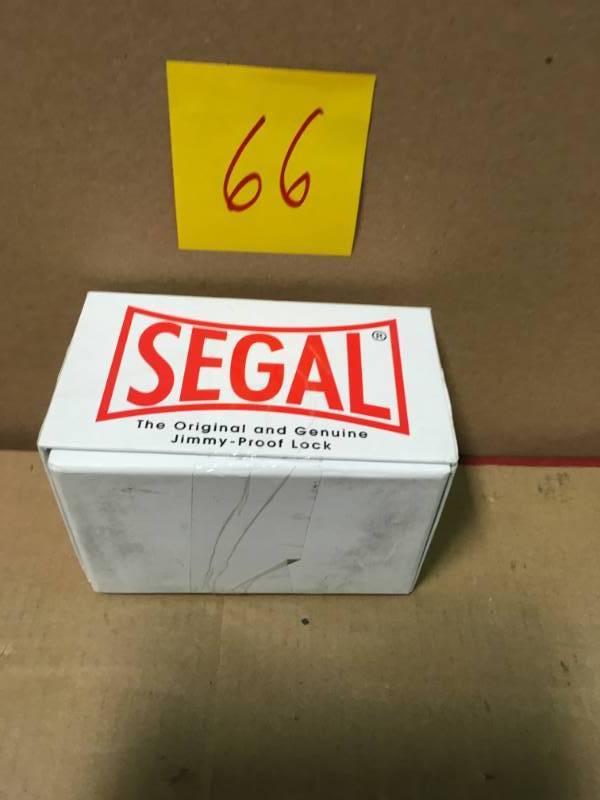 66
SEGAL®
The Original and Genuine
Jimmy-Proof Lock